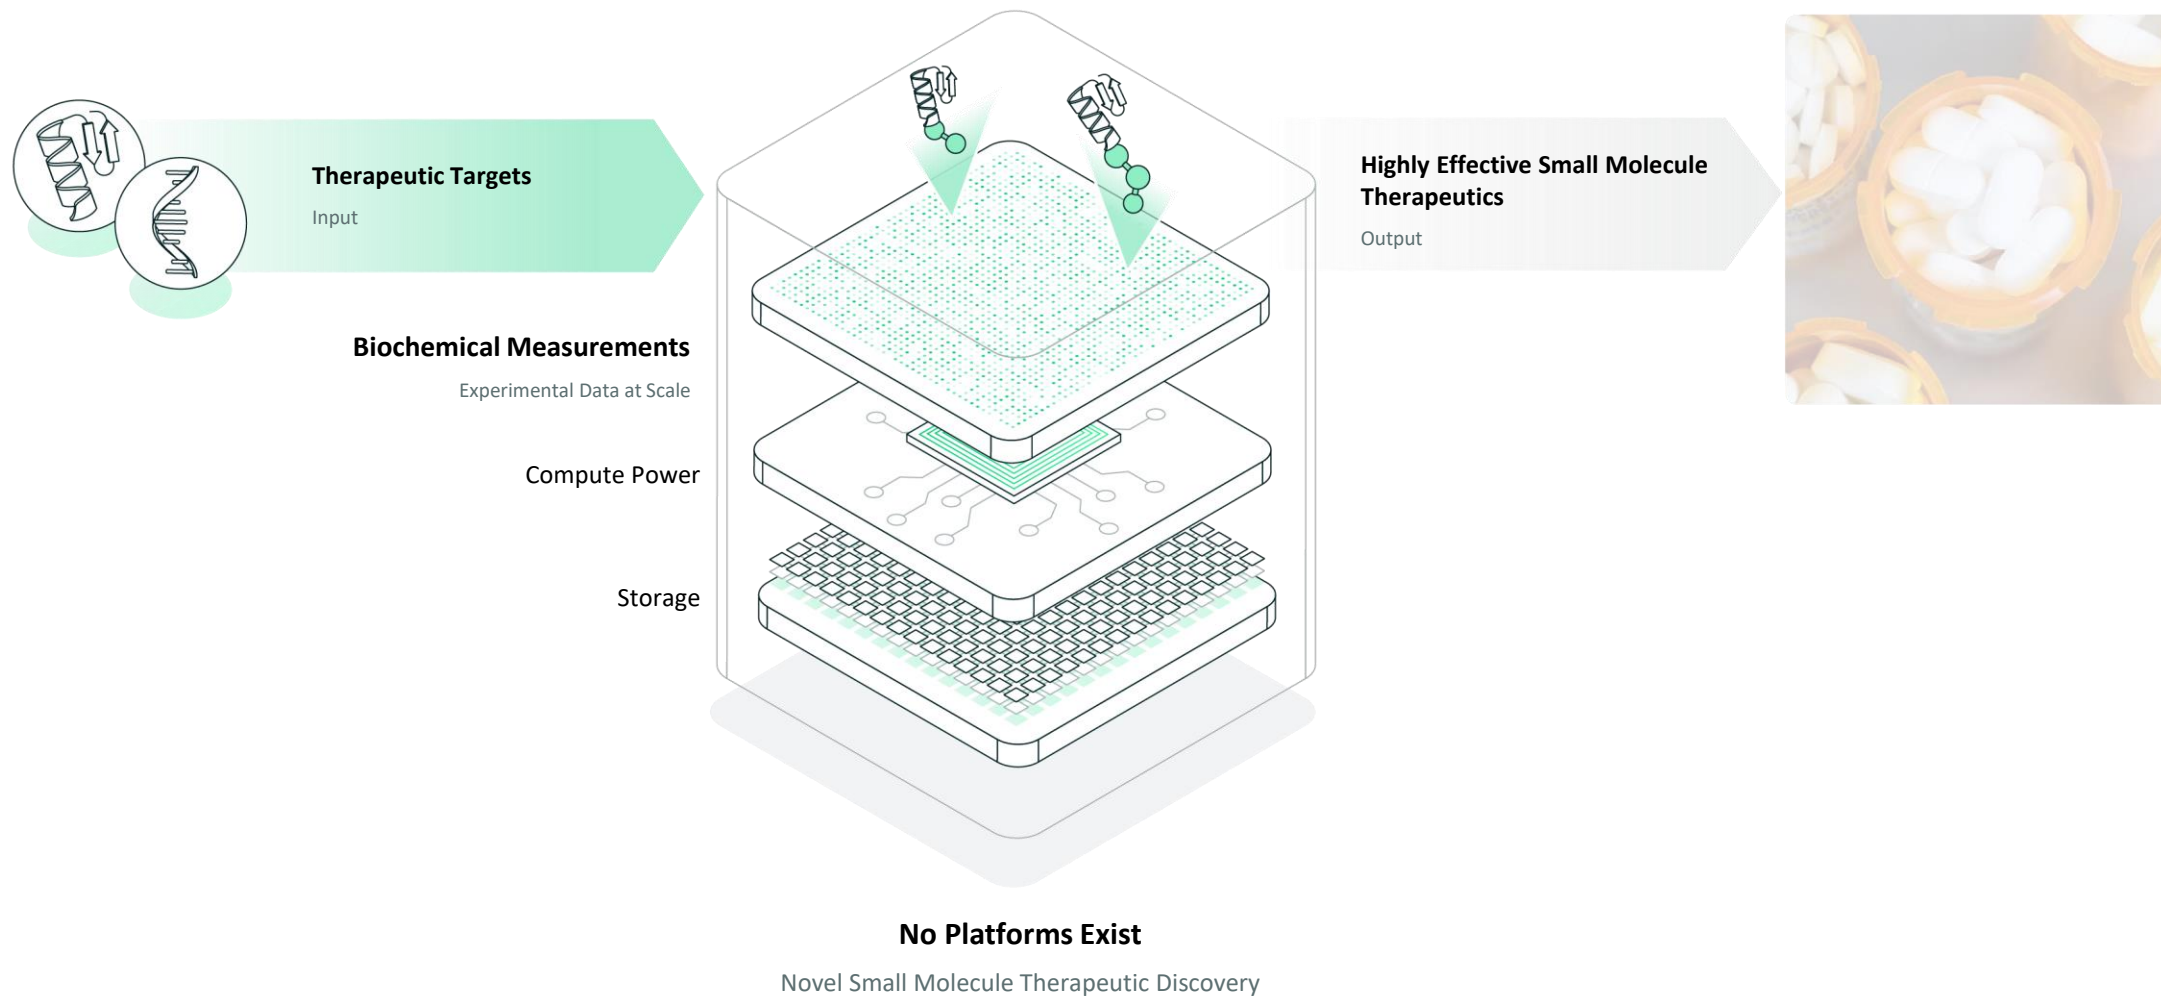 Therapeutic Targets
Input
Highly Effective Small Molecule
Therapeutics
Output
Biochemical Measurements
Experimental Data at Scale
Compute Power
Storage
No Platforms Exist
Novel Small Molecule Therapeutic Discovery